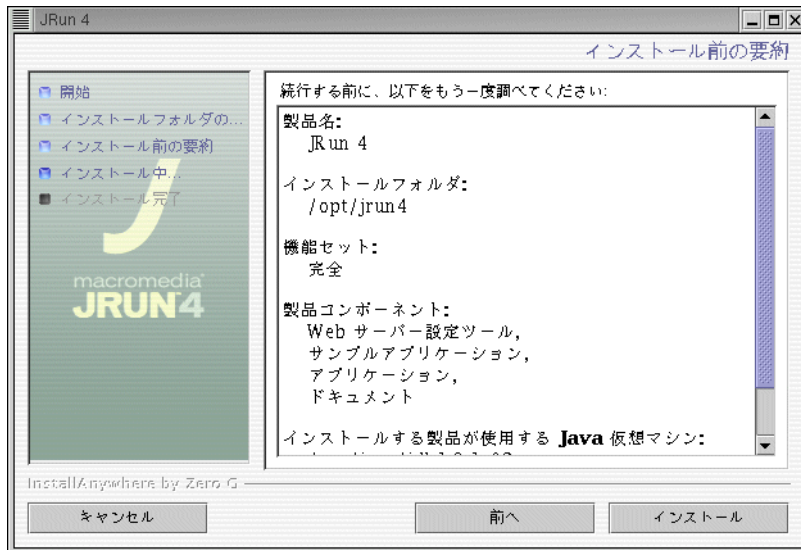 JRun 4
インストール前の要約
開始
インストールフォルダの...
インストール前の要約
インストール中...
インストール完了
macromedia
JRUN 4
続行する前に、以下をもう一度調べてください:
製品名:
JRun 4
インストールフォルダ:
/opt/jrun4
機能セット:
完全
製品コンポーネント:
Web サーバー設定ツール,
サンプルアプリケーション,
アプリケーション,
ドキュメント
インストールする製品が使用する Java 仮想マシン:
InstallAnywhere by Zero G
キャンセル
前へ
インストール